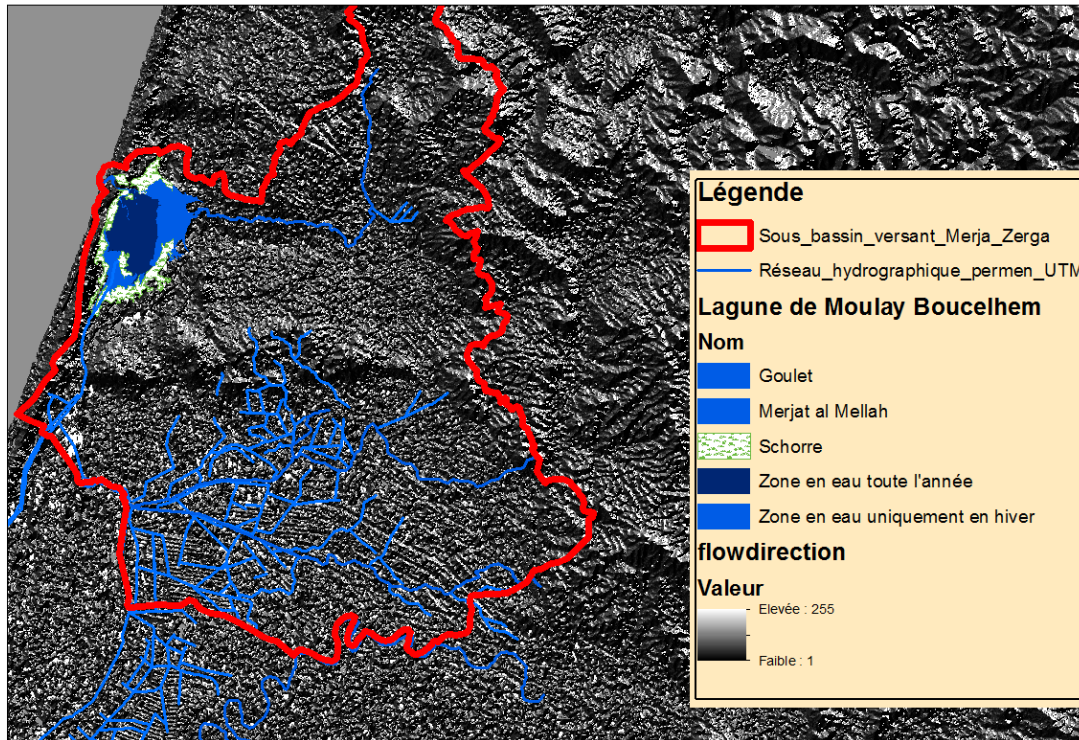 Légende
Sous_bassin_versant_Merja_Zerga
Réseau_hydrographique_permen_UTM
Lagune de Moulay Boucelhem
Nom
Goulet
Merjat al Mellah
Schorre
Zone en eau toute l'année
Zone en eau uniquement en hiver
flowdirection
Valeur
Elevée : 255
Faible : 1